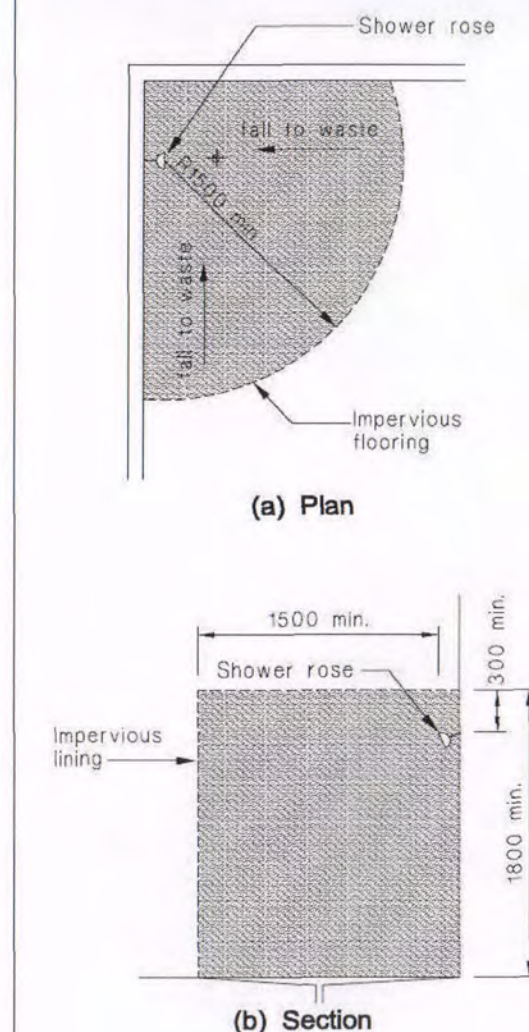 Shower rose
fall to waste
R1500 min.
fall to waste
Impervious
flooring
(a) Plan
1500 min.
300 min.
Shower rose
Impervious
lining
1800 min.
(b) Section